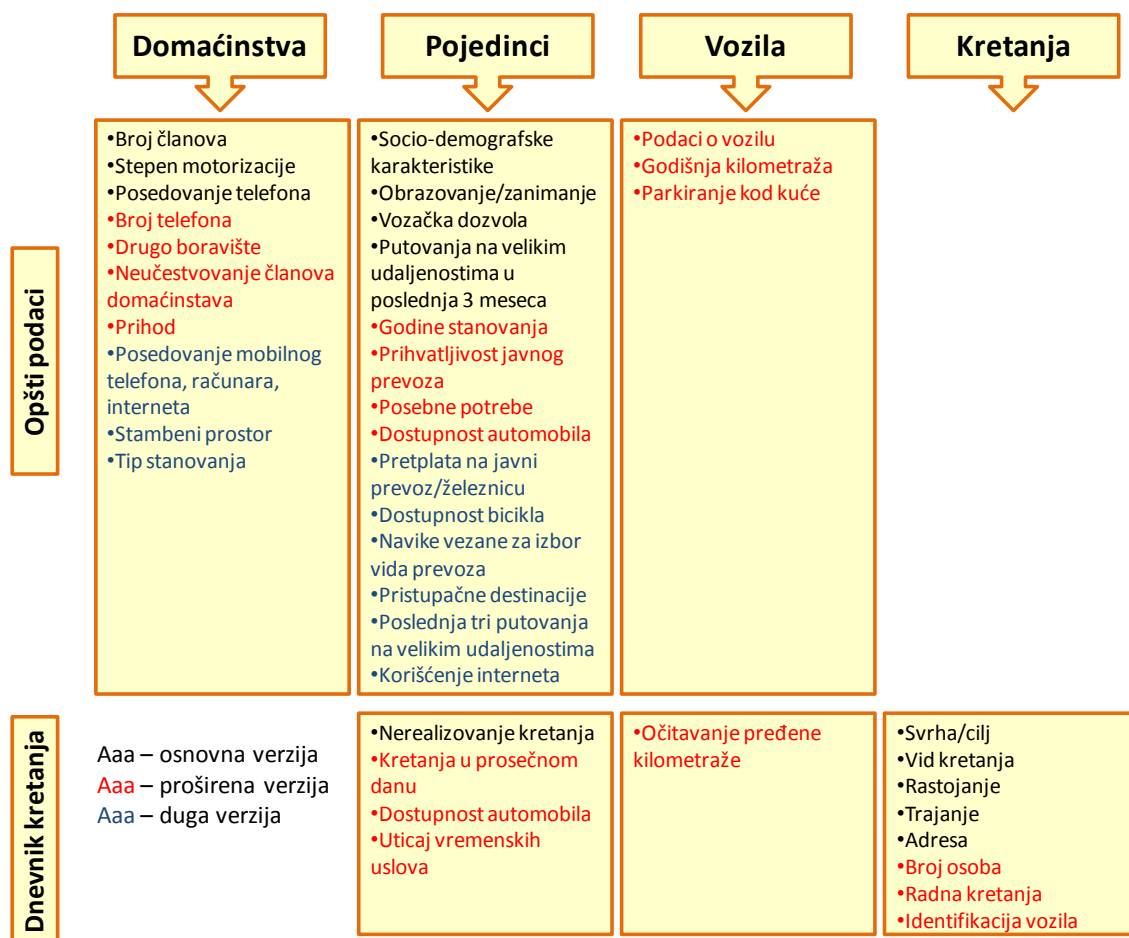 Domaćinstva
Pojedinci
Vozila
Kretanja
Opšti podaci
•Broj članova
•Stepen motorizacije
•Posedovanje telefona
•Broj telefona
•Drugo boravište
•Neučestvovanje članova
domaćinstava
•Prihod
•Posedovanje mobilnog
telefona, računara,
interneta
•Stambeni prostor
•Tip stanovanja
•Socio-demografske
karakteristike
•Obrazovanje/zanimanje
•Vozačka dozvola
•Putovanja na velikim
udaljenostima u
poslednja 3 meseca
•Godine stanovanja
•Prihvatljivost javnog
prevoza
•Posebne potrebe
•Dostupnost automobila
•Pretplata na javni
prevoz/železnicu
•Dostupnost bicikla
•Navike vezane za izbor
vida prevoza
•Pristupačne destinacije
•Poslednja tri putovanja
na velikim udaljenostima
•Korišćenje interneta
•Podaci o vozilu
•Godišnja kilometraža
•Parkiranje kod kuće
Dnevnik kretanja
Aaa – osnovna verzija
Aaa – proširena verzija
Aaa – duga verzija
•Nerealizovanje kretanja
•Kretanja u prosečnom
danu
•Dostupnost automobila
•Uticaj vremenskih
uslova
•Očitavanje pređene
kilometraže
•Svrha/cilj
•Vid kretanja
•Rastojanje
•Trajanje
•Adresa
•Broj osoba
•Radna kretanja
•Identifikacija vozila